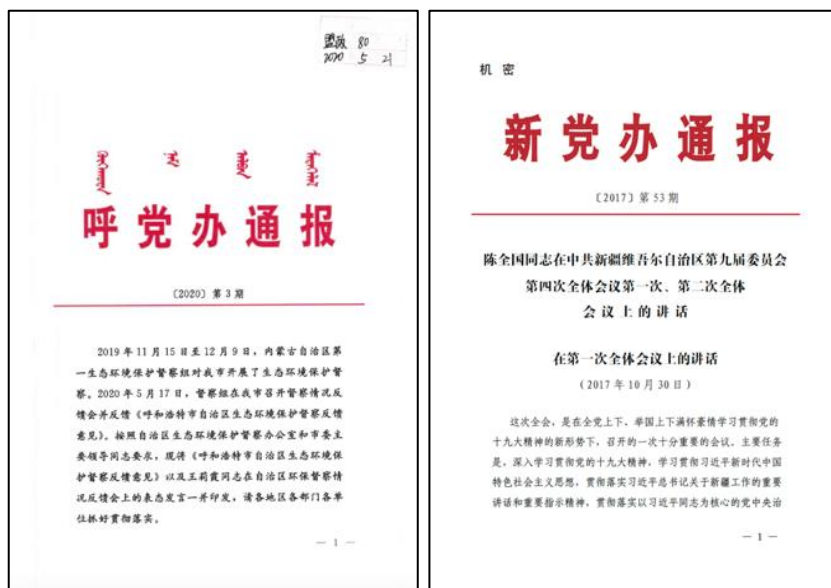 盟政 80
2020 5 21
呼党办通报
〔2020〕第3期
2019年11月15日至12月9日，内蒙古自治区第
一生态环境保护督察组对我市开展了生态环境保护督
察。2020年5月17日，督察组在我市召开督察情况反
馈会并反馈《呼和浩特市自治区生态环境保护督察反馈
意见》。按照自治区生态环境保护督察办公室和市委主
要领导同志要求，现将《呼和浩特市自治区生态环境保
护督察反馈意见》以及王莉霞同志在自治区环保督察情
况反馈会上的表态发言一并印发，请各地区各部门各单
位抓好贯彻落实。
— 1 —
机 密
新党办通报
〔2017〕第53期
陈全国同志在中共新疆维吾尔自治区第九届委员会
第四次全体会议第一次、第二次全体
会议上的讲话
在第一次全体会议上的讲话
（2017年10月30日）
这次全会，是在全党上下、举国上下满怀豪情学习贯彻党的
十九大精神的新形势下，召开的一次十分重要的会议。主要任务
是，深入学习贯彻党的十九大精神，学习贯彻习近平新时代中国
特色社会主义思想，贯彻落实习近平总书记关于新疆工作的重要
讲话和重要指示精神，贯彻落实以习近平同志为核心的党中央治
— 1 —